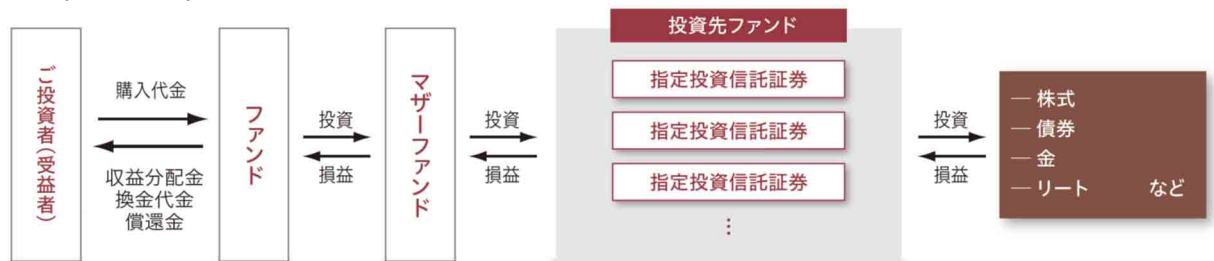 ご投資者（受益者）
購入代金
収益分配金
換金代金
償還金
ファンド
投資
損益
マザーファンド
投資
損益
投資先ファンド
指定投資信託証券
指定投資信託証券
指定投資信託証券
⋮
投資
損益
― 株式
― 債券
― 金
― リート など